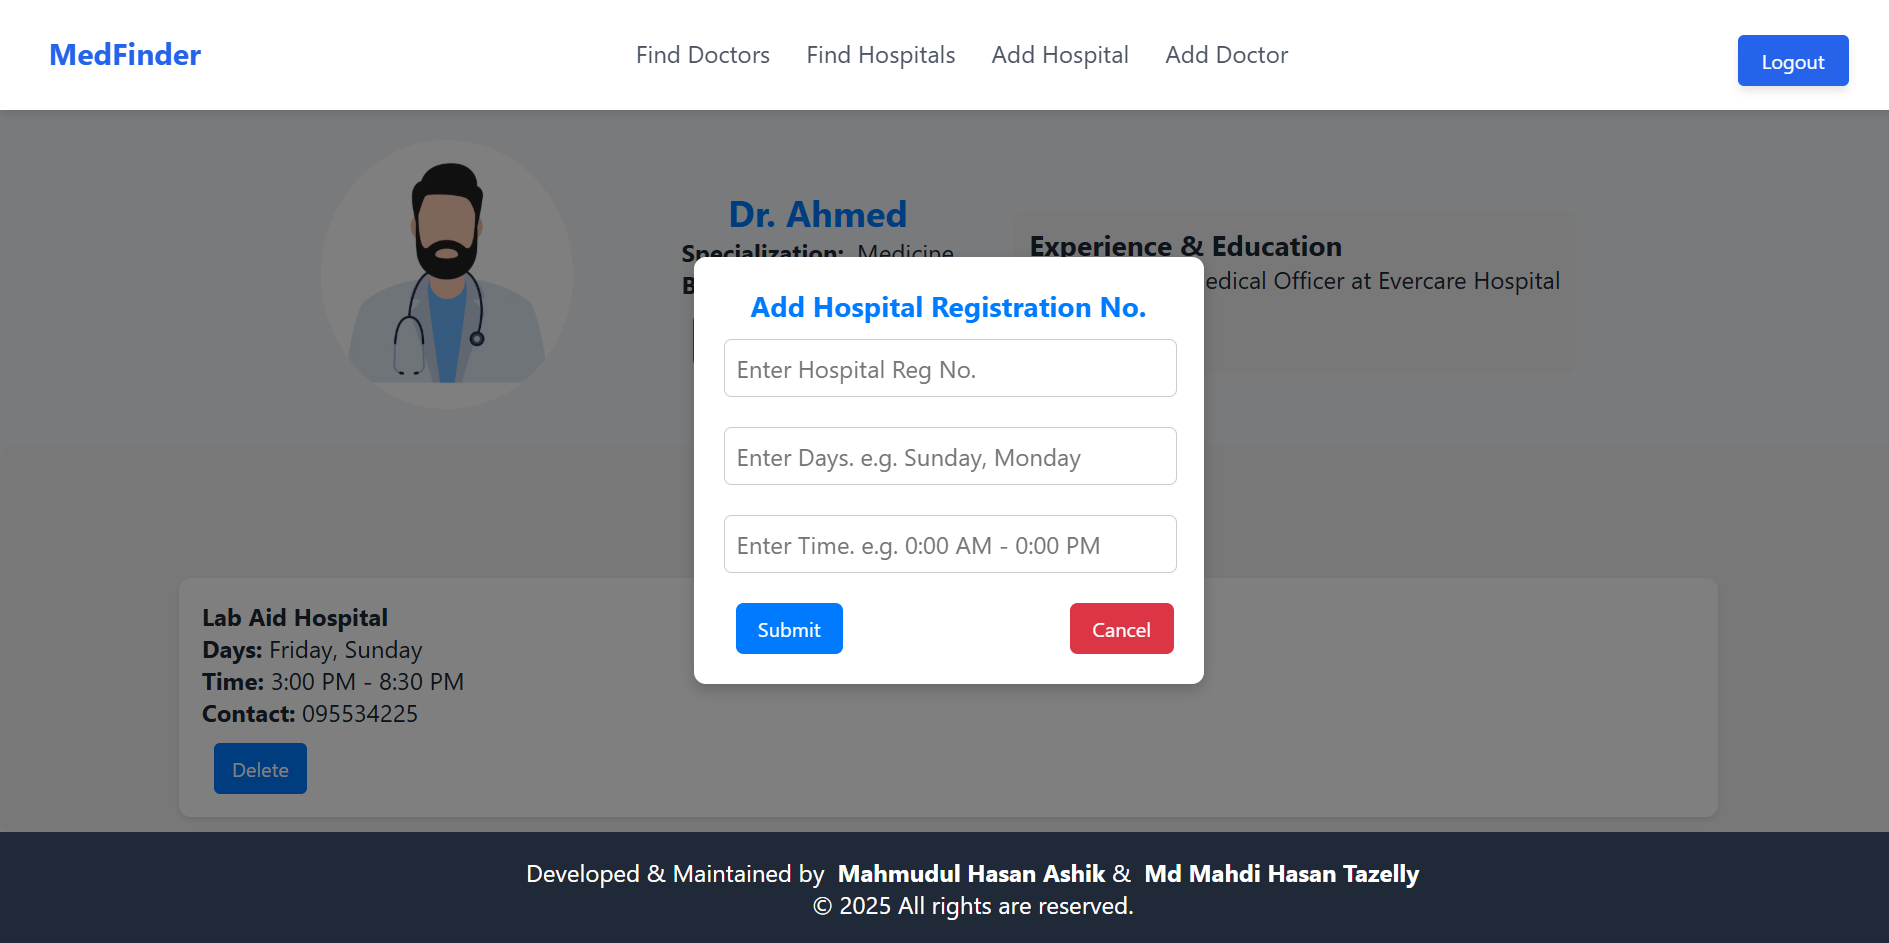 MedFinder
Find Doctors
Find Hospitals
Add Hospital
Add Doctor
Logout
Dr. Ahmed
Specialization: Medicine
Experience & Education
Medical Officer at Evercare Hospital
Add Hospital Registration No.
Enter Hospital Reg No.
Enter Days. e.g. Sunday, Monday
Enter Time. e.g. 0:00 AM - 0:00 PM
Submit
Cancel
Lab Aid Hospital
Days: Friday, Sunday
Time: 3:00 PM - 8:30 PM
Contact: 095534225
Delete
Developed & Maintained by Mahmudul Hasan Ashik & Md Mahdi Hasan Tazelly
© 2025 All rights are reserved.